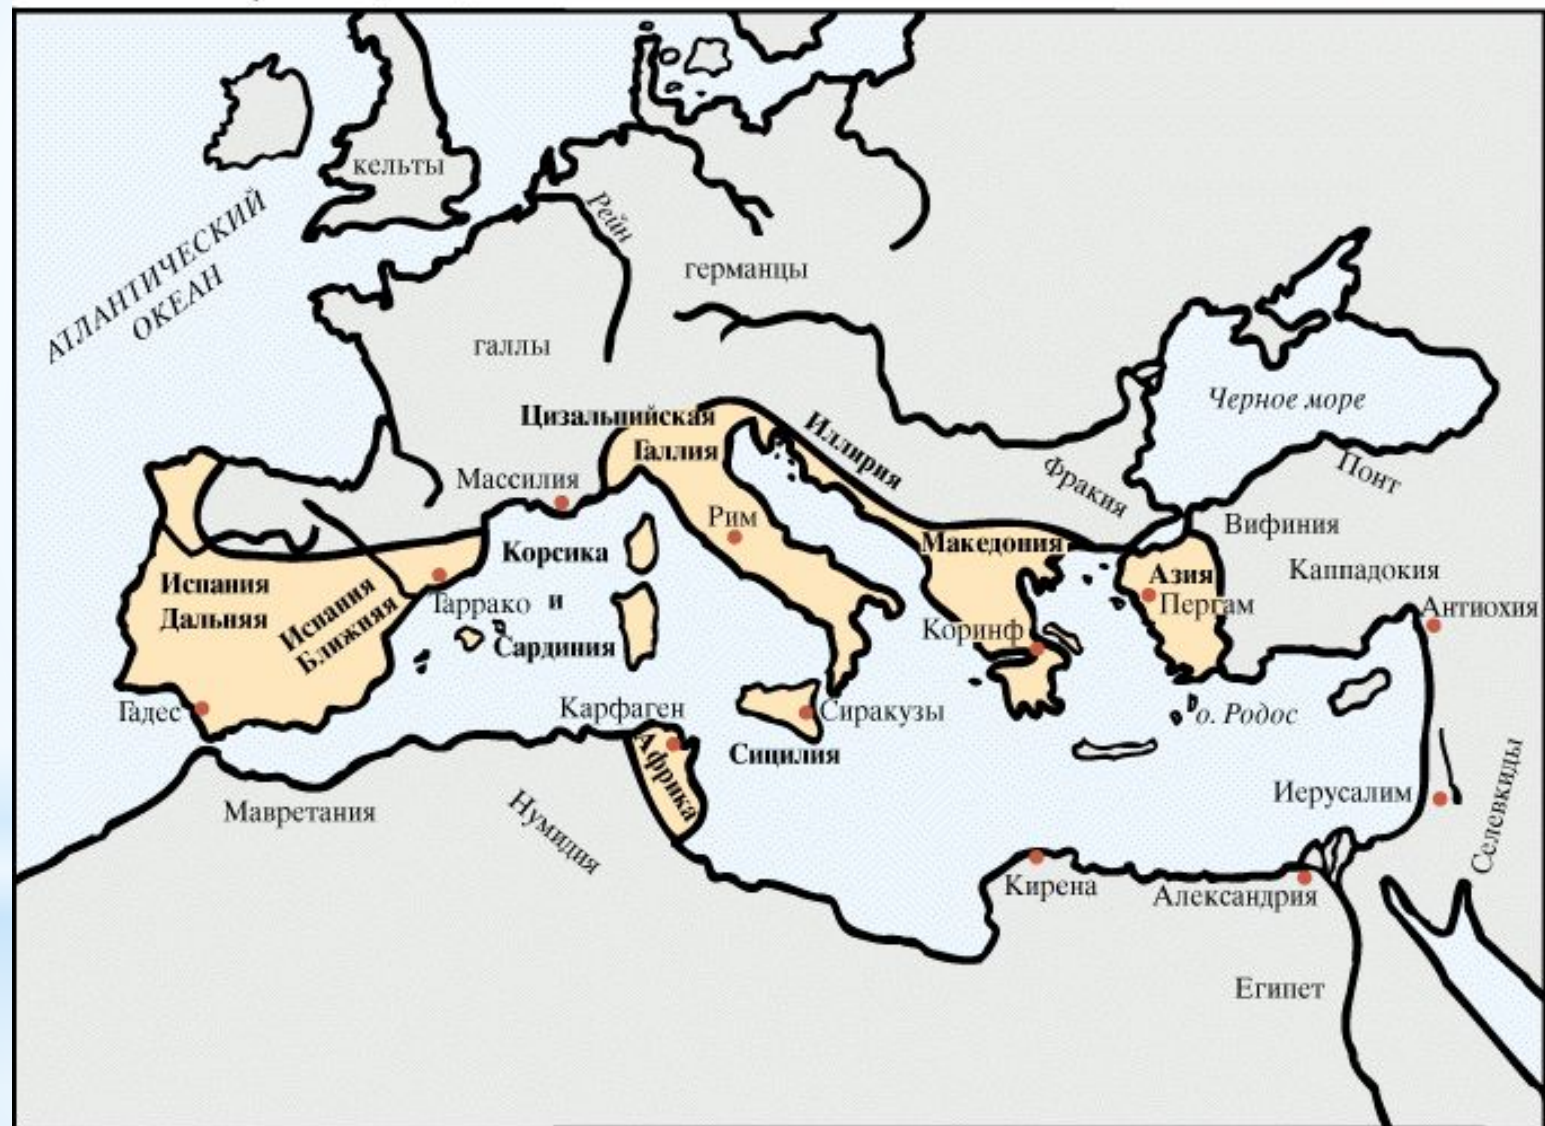 кельты
АТЛАНТИЧЕСКИЙ
ОКЕАН
Рейн
германцы
галлы
Цизальпийская
Галлия
Иллирия
Черное море
Фракия
Понт
Массилия
Рим
Вифиния
Корсика
и
Сардиния
Македония
Каппадокия
Испания
Дальняя
Испания
Ближняя
Азия
Пергам
Антиохия
Таррако
Коринф
Гадес
Карфаген
Сиракузы
о. Родос
Африка
Сицилия
Мавретания
Нумидия
Иерусалим
Селевкиды
Кирена
Александрия
Египет